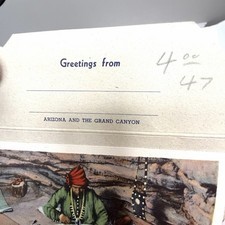 Greetings from
4 00
47
ARIZONA AND THE GRAND CANYON